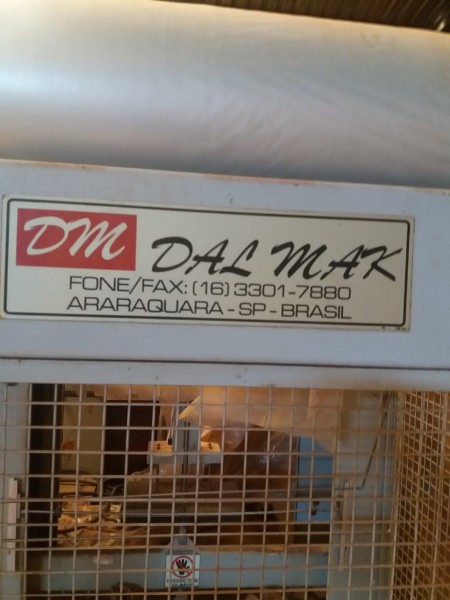 DM DAL MAK
FONE/FAX: (16) 3301-7880
ARARAQUARA - SP - BRASIL